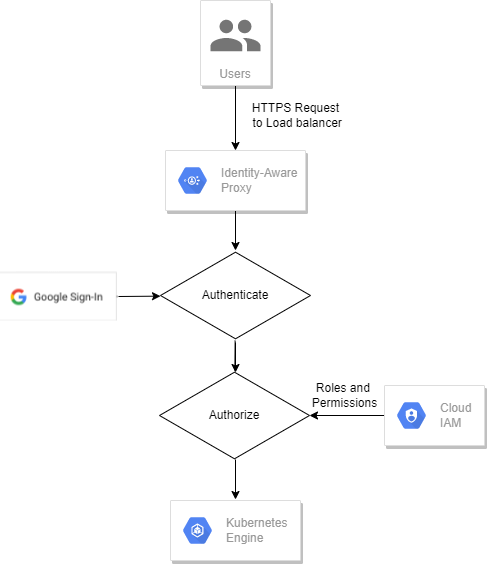 Users
HTTPS Request
to Load balancer
Identity-Aware
Proxy
Google Sign-In
Authenticate
Roles and
Permissions
Authorize
Cloud
IAM
Kubernetes
Engine